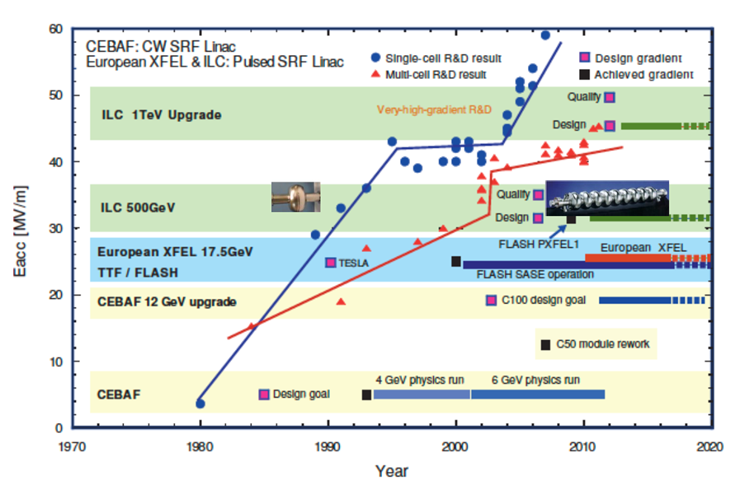 CEBAF: CW SRF Linac
European XFEL & ILC: Pulsed SRF Linac
Single-cell R&D result
Multi-cell R&D result
Design gradient
Achieved gradient
Very-high-gradient R&D
ILC 1TeV Upgrade
Qualify
Design
ILC 500GeV
Qualify
Design
FLASH PXFEL1
European XFEL 17.5GeV
TTF / FLASH
TESLA
European XFEL
FLASH SASE operation
CEBAF 12 GeV upgrade
C100 design goal
C50 module rework
CEBAF
Design goal
4 GeV physics run
6 GeV physics run
Eacc [MV/m]
60
50
40
30
20
10
0
1970
1980
1990
2000
2010
2020
Year